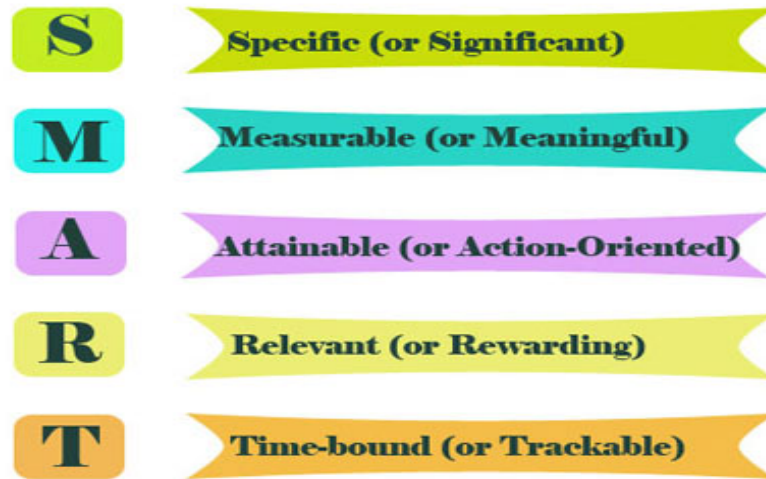 S Specific (or Significant)
M Measurable (or Meaningful)
A Attainable (or Action-Oriented)
R Relevant (or Rewarding)
T Time-bound (or Trackable)